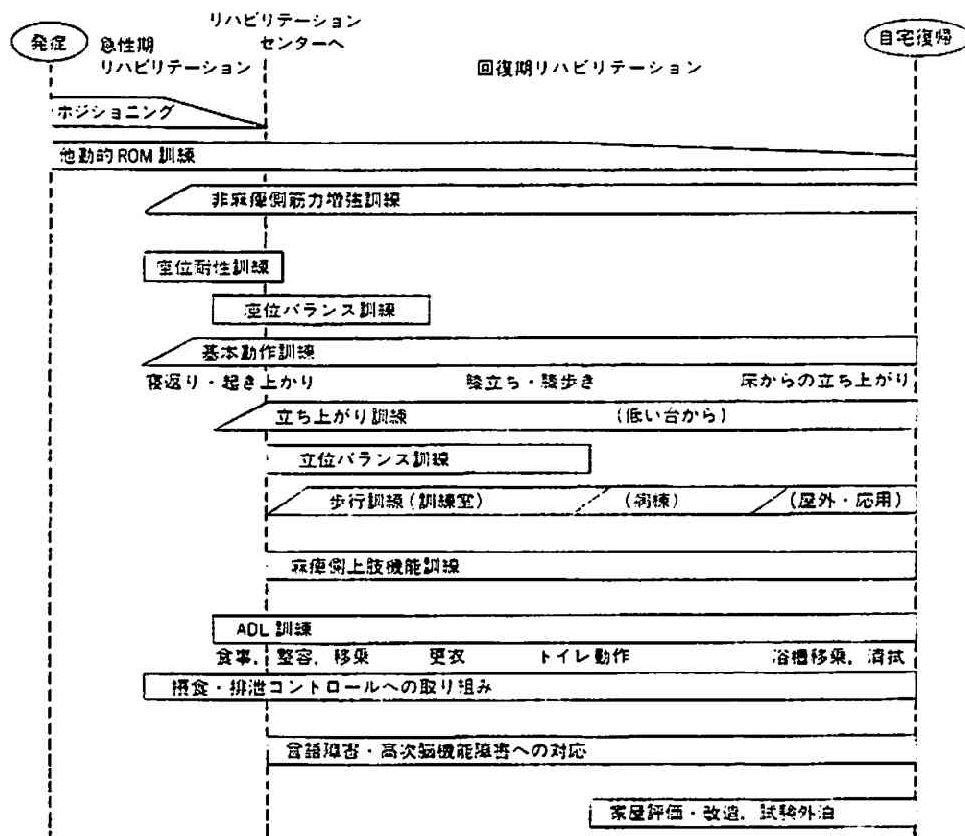 リハビリテーション
発症 急性期 センターへ 自宅復帰
リハビリテーション 回復期リハビリテーション
ポジショニング
他動的ROM訓練
非麻痺側筋力増強訓練
座位耐性訓練
座位バランス訓練
基本動作訓練
寝返り・起き上がり 膝立ち・膝歩き 床からの立ち上がり
立ち上がり訓練 (低い台から)
立位バランス訓練
歩行訓練(訓練室) (病棟) (屋外・応用)
麻痺側上肢機能訓練
ADL訓練
食事,整容,移乗 更衣 トイレ動作 浴槽移乗,清拭
摂食・排泄コントロールへの取り組み
言語障害・高次脳機能障害への対応
家屋評価・改造,試験外泊